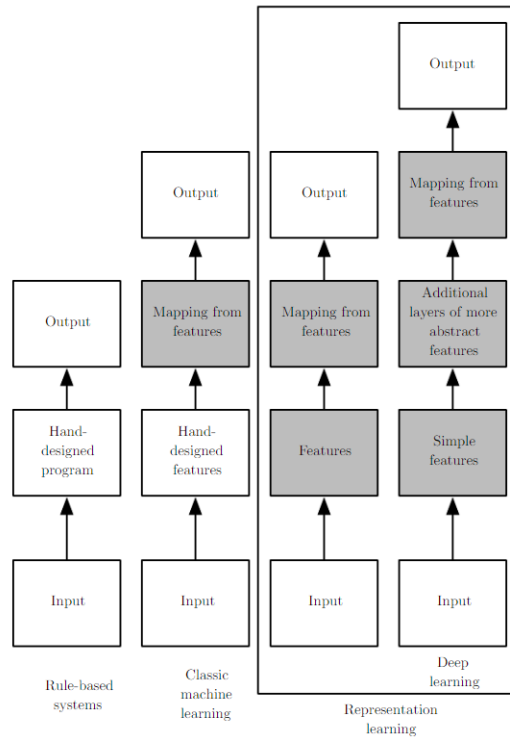 Output
Output
Output
Mapping from
features
Output
Mapping from
features
Mapping from
features
Additional
layers of more
abstract
features
Hand-
designed
program
Hand-
designed
features
Features
Simple
features
Input
Input
Input
Input
Rule-based
systems
Classic
machine
learning
Deep
learning
Representation
learning